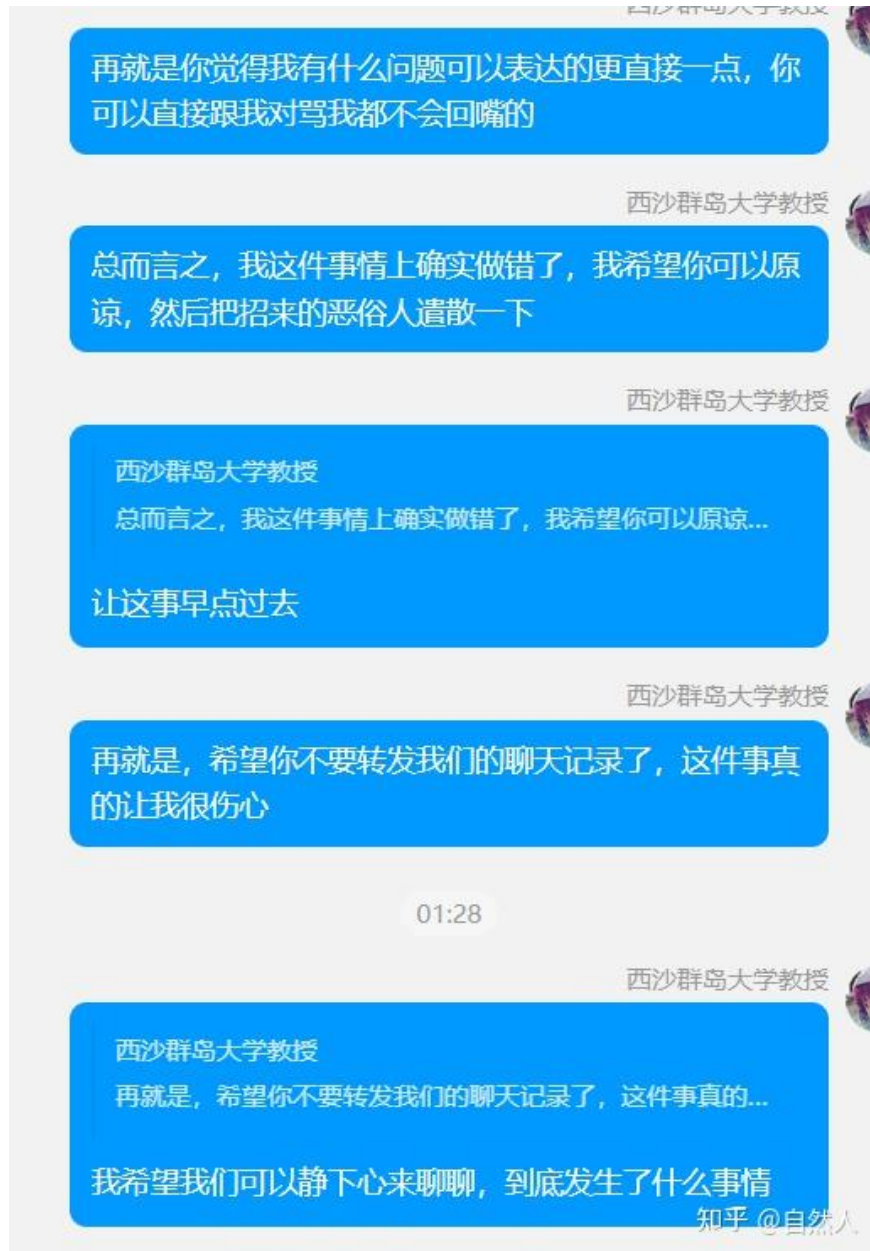 西沙群岛大学教授
再就是你觉得我有什么问题可以表达的更直接一点，你
可以直接跟我对骂我都不会回嘴的
西沙群岛大学教授
总而言之，我这件事情上确实做错了，我希望你可以原
谅，然后把招来的恶俗人遣散一下
西沙群岛大学教授
西沙群岛大学教授
总而言之，我这件事情上确实做错了，我希望你可以原谅...
让这事早点过去
西沙群岛大学教授
再就是，希望你不要转发我们的聊天记录了，这件事真
的让我很伤心
01:28
西沙群岛大学教授
西沙群岛大学教授
再就是，希望你不要转发我们的聊天记录了，这件事真的...
我希望我们可以静下心来聊聊，到底发生了什么事情
知乎 @自然人